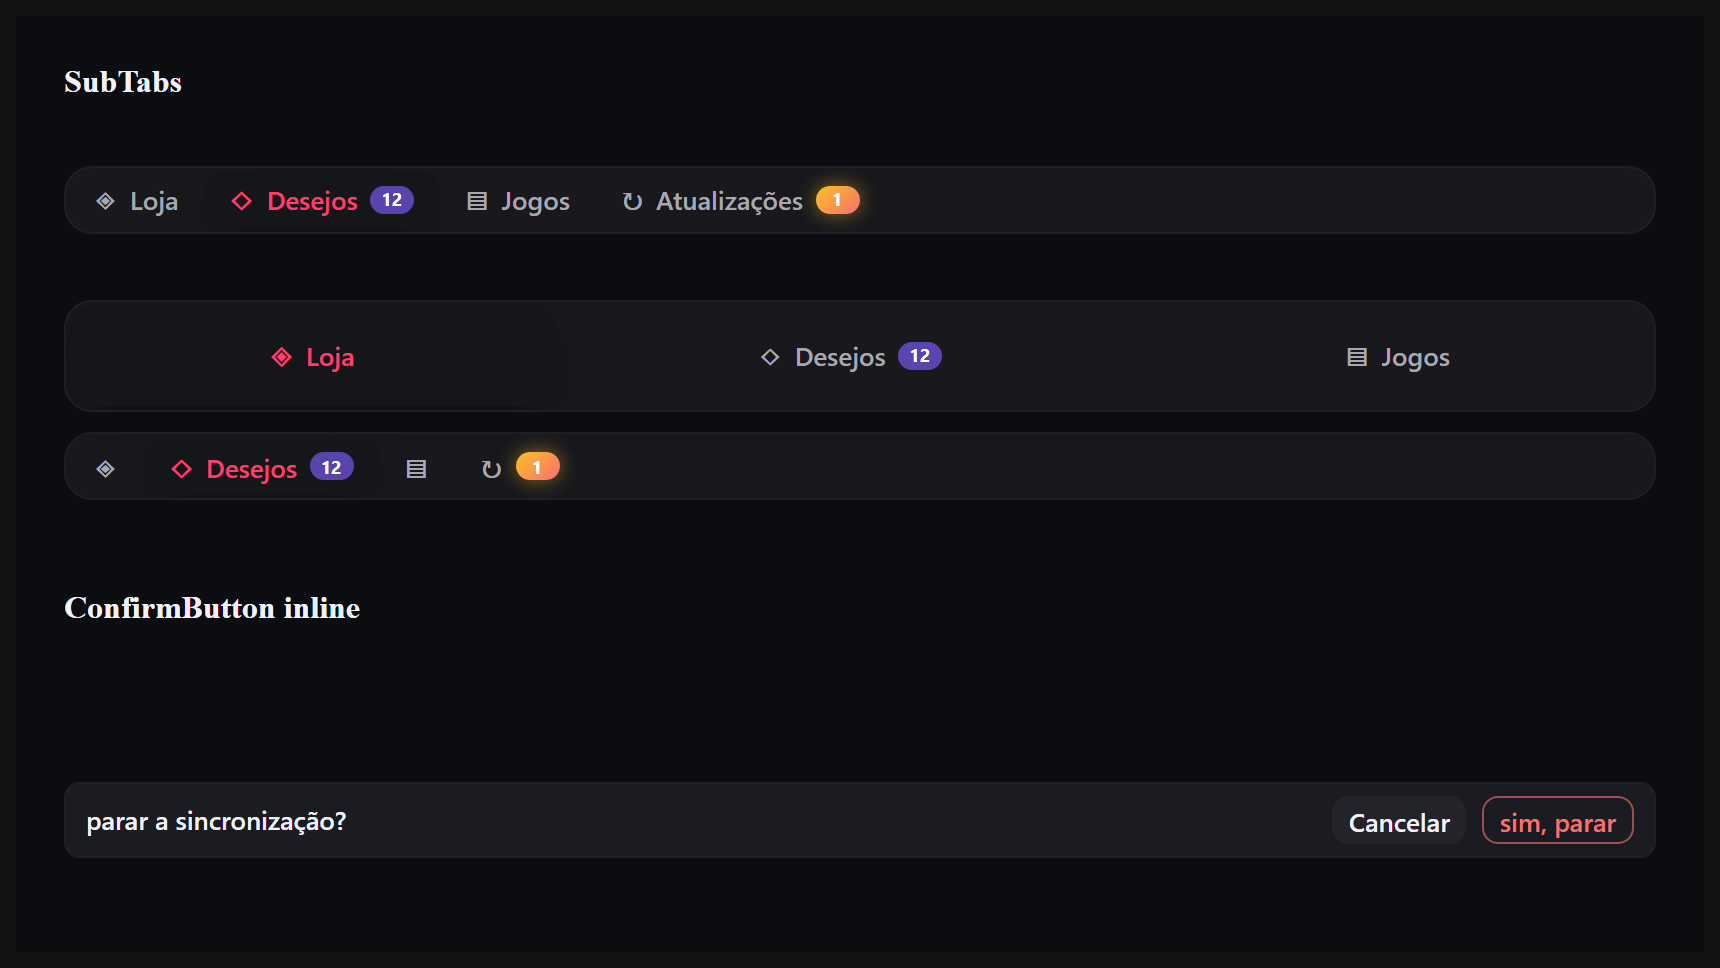 SubTabs
◈ Loja ◇ Desejos 12 ▤ Jogos ↻ Atualizações 1
◈ Loja ◇ Desejos 12 ▤ Jogos
◈ ◇ Desejos 12 ▤ ↻ 1
ConfirmButton inline
parar a sincronização? Cancelar sim, parar